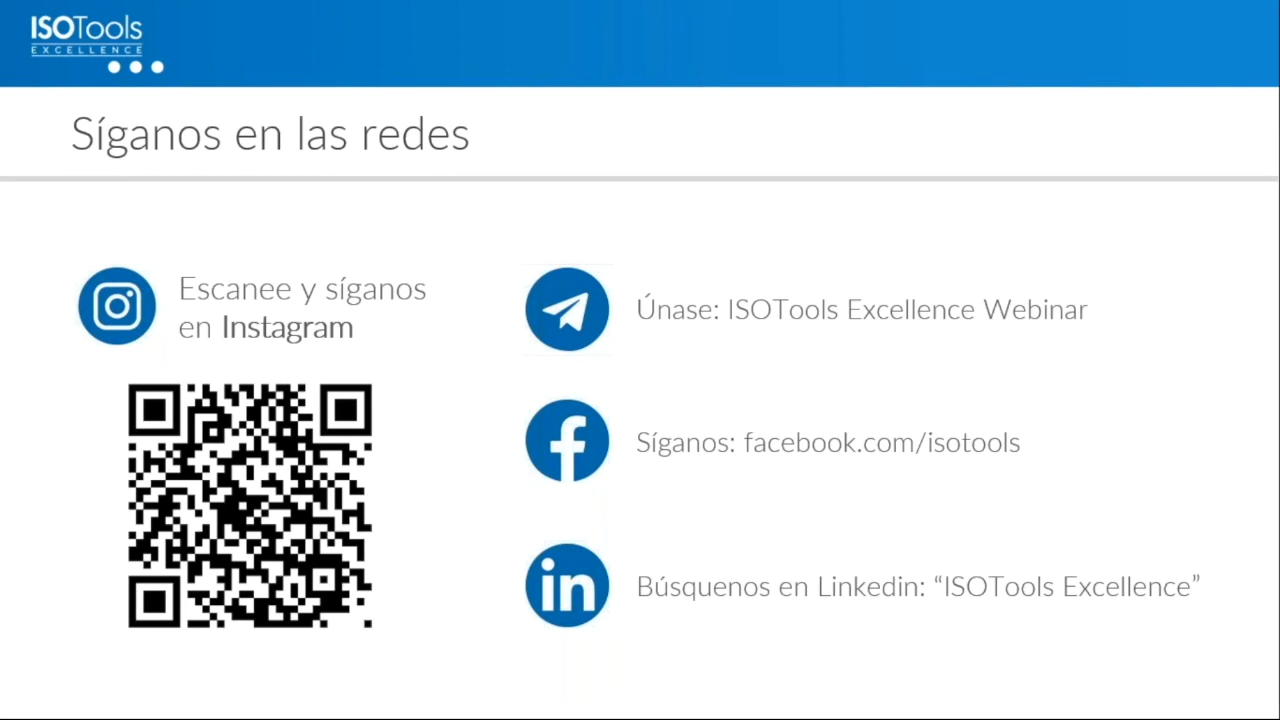 ISOTools
EXCELLENCE
Síganos en las redes
Escanee y síganos
en Instagram
Únase: ISOTools Excellence Webinar
Síganos: facebook.com/isotools
in
Búsquenos en Linkedin: “ISOTools Excellence”